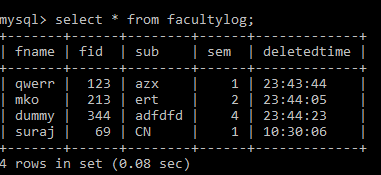 mysql> select * from facultylog;
+-------+------+--------+------+-------------+
| fname | fid | sub | sem | deletedtime |
+-------+------+--------+------+-------------+
| qwerr | 123 | azx | 1 | 23:43:44 |
| mko | 213 | ert | 2 | 23:44:05 |
| dummy | 344 | adfdfd | 4 | 23:44:23 |
| suraj | 69 | CN | 1 | 10:30:06 |
+-------+------+--------+------+-------------+
4 rows in set (0.08 sec)